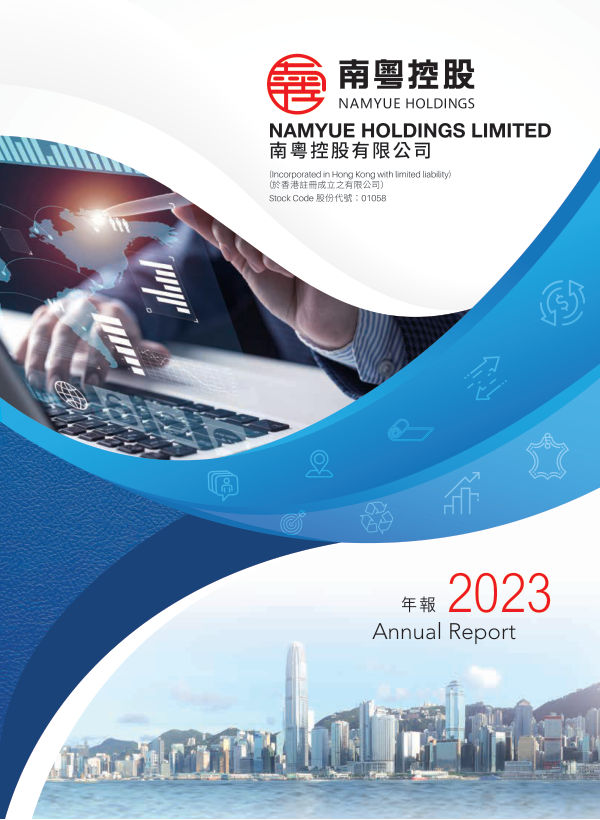 南粵控股
NAMYUE HOLDINGS
NAMYUE HOLDINGS LIMITED
南粵控股有限公司
(Incorporated in Hong Kong with limited liability)
(於香港註冊成立之有限公司)
Stock Code 股份代號：01058
年報 2023
Annual Report